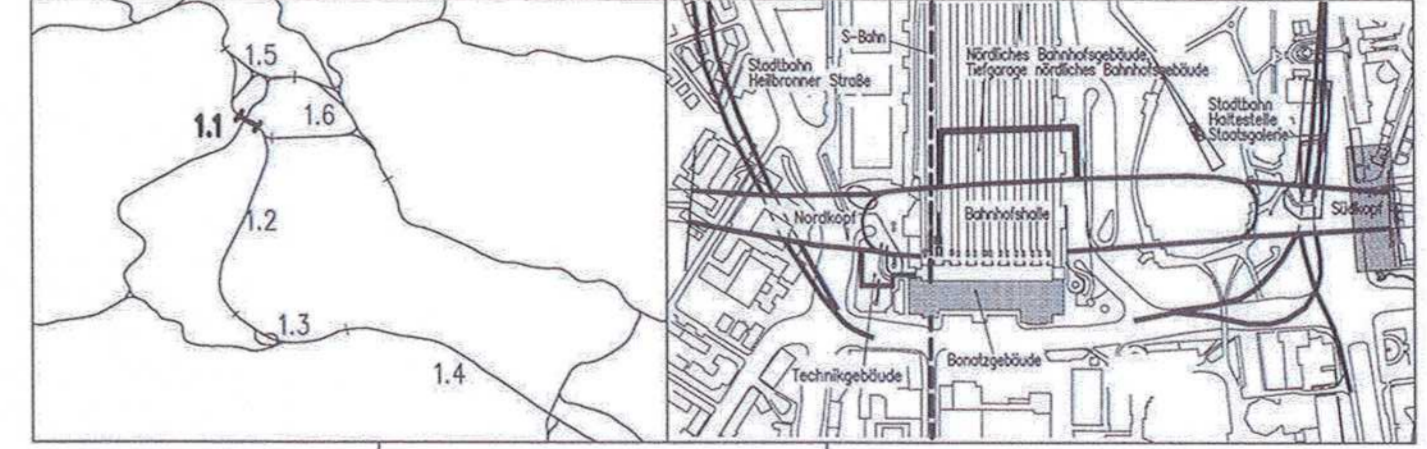 1.5
1.1
1.6
1.2
1.3
1.4
S-Bahn
Stadtbahn
Heilbronner Straße
Nördliches Bahnhofsgebäude,
Tiefgarage nördliches Bahnhofsgebäude
Stadtbahn
Haltestelle
Staatsgalerie
Nordkopf
Bahnhofshalle
Südkopf
Technikgebäude
Bonatzgebäude